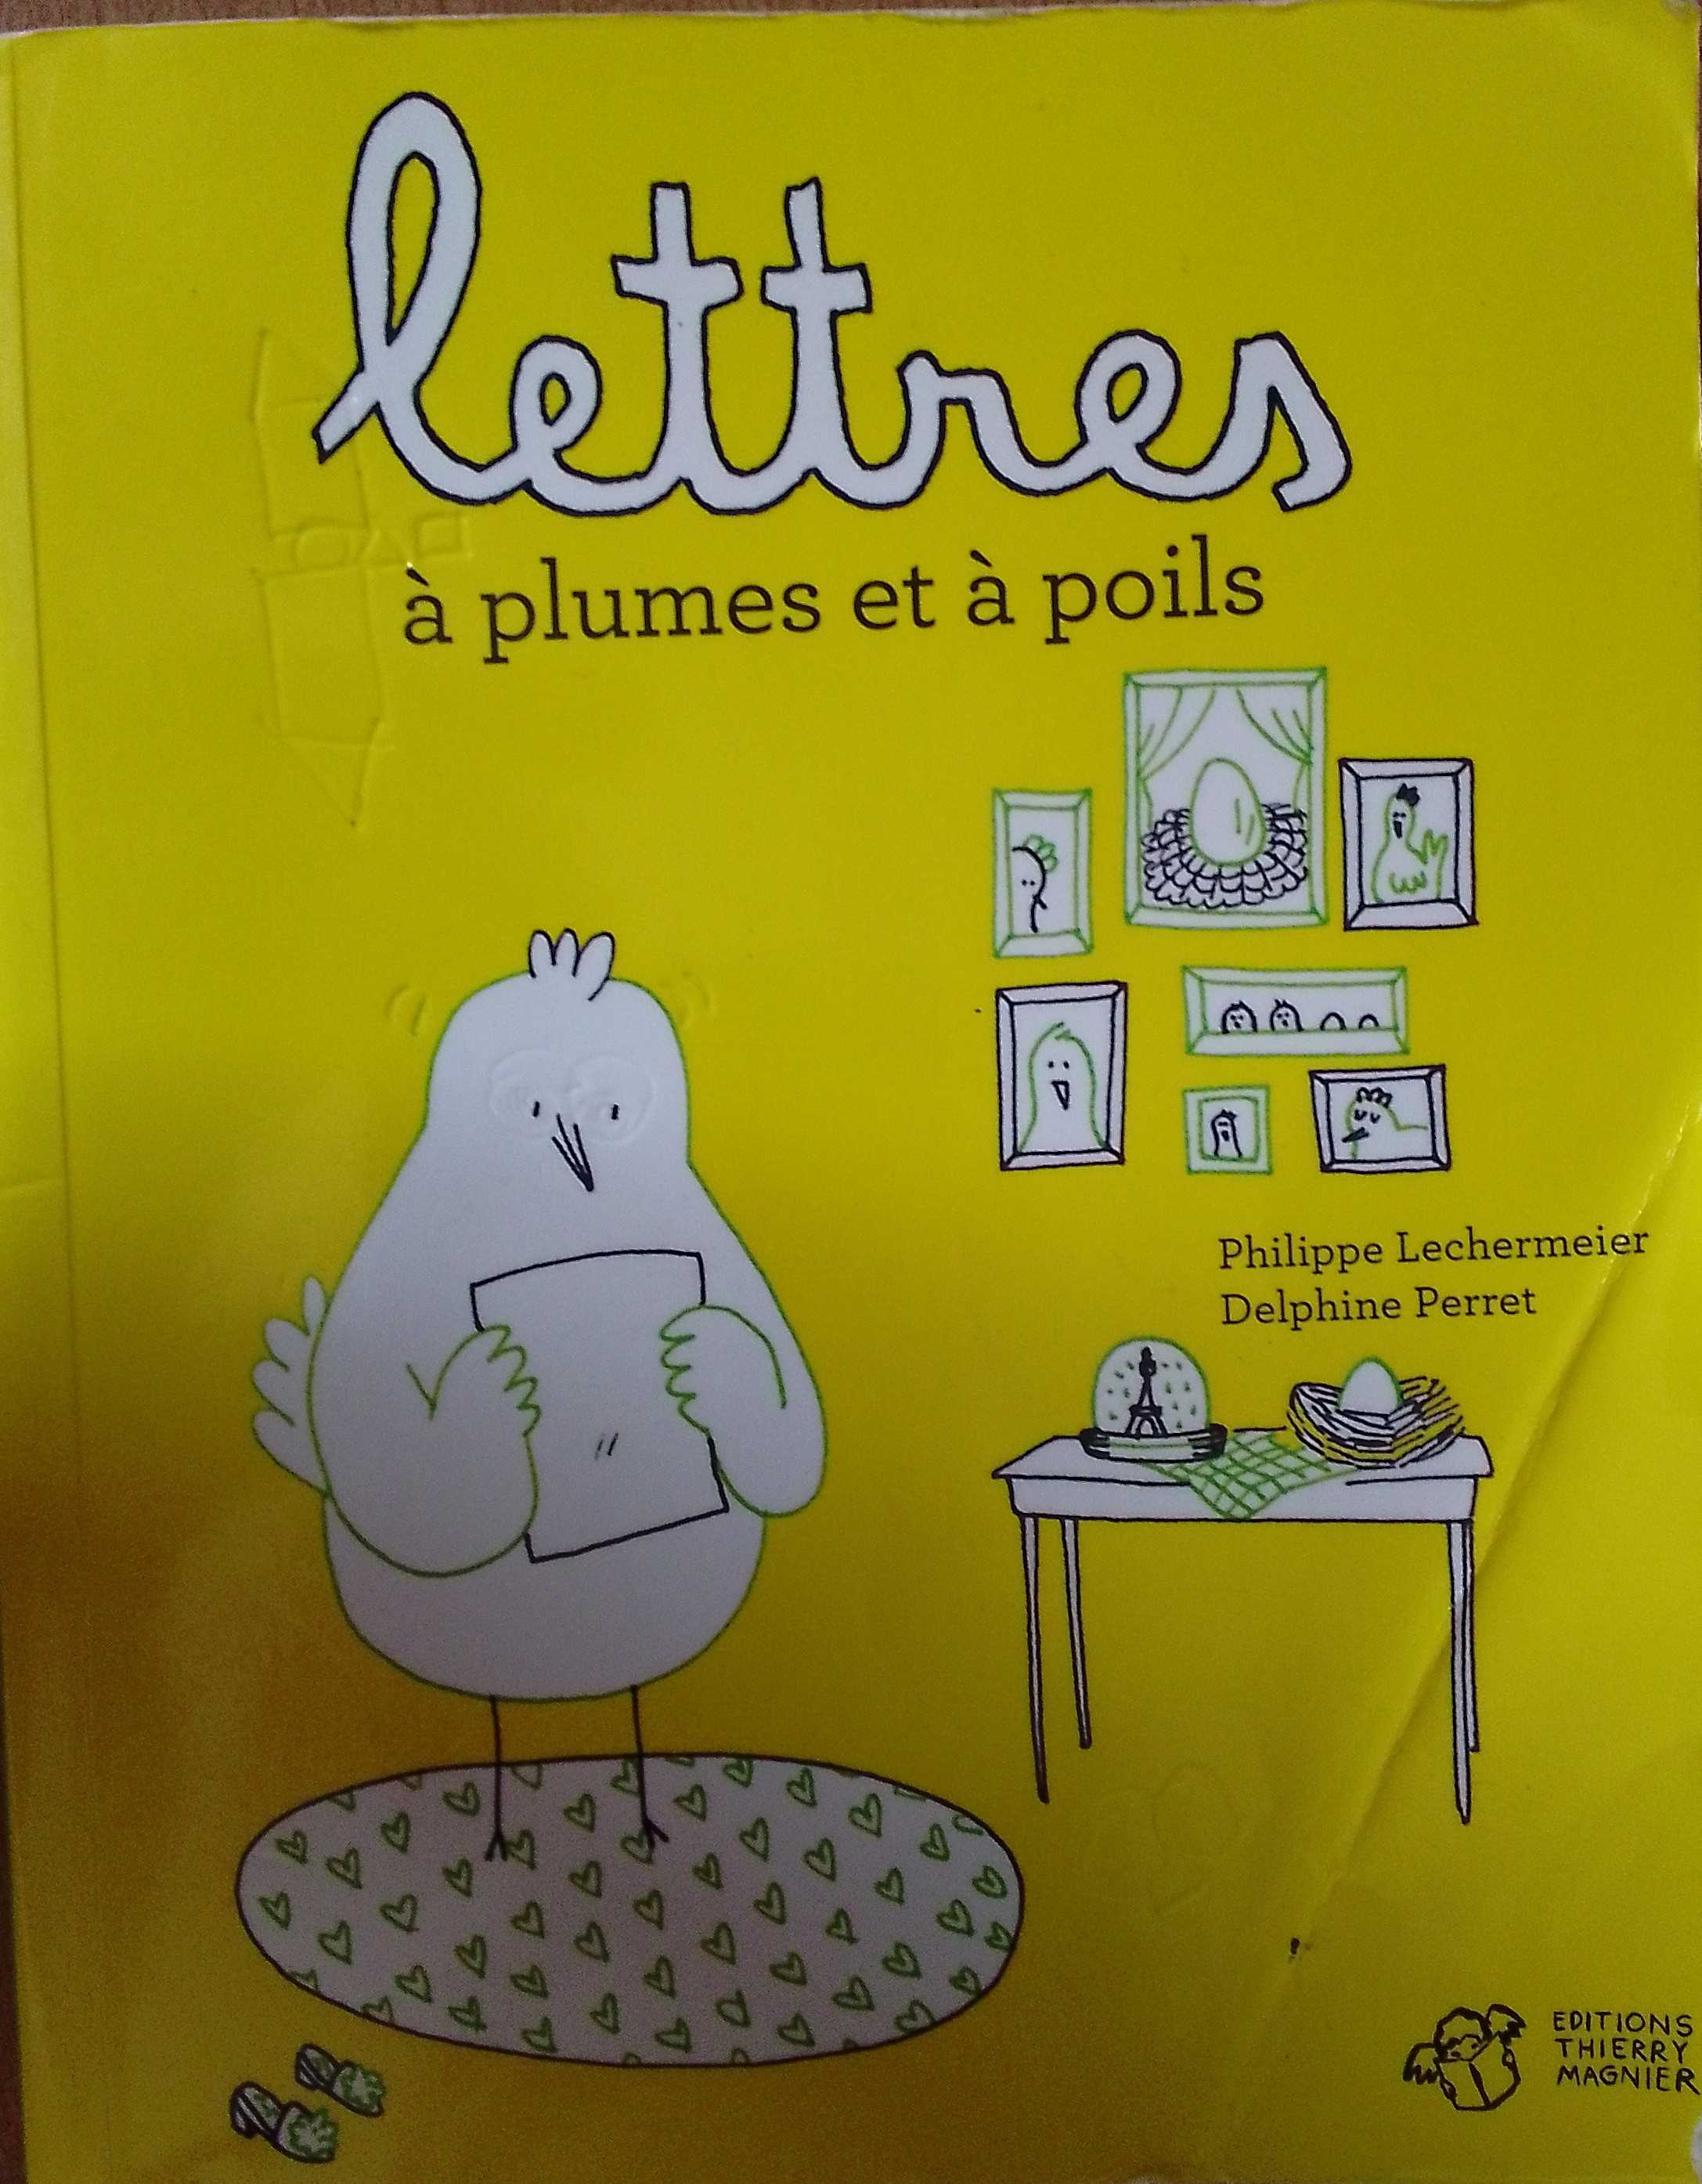 lettres
à plumes et à poils
Philippe Lechermeier
Delphine Perret
EDITIONS
THIERRY
MAGNIER